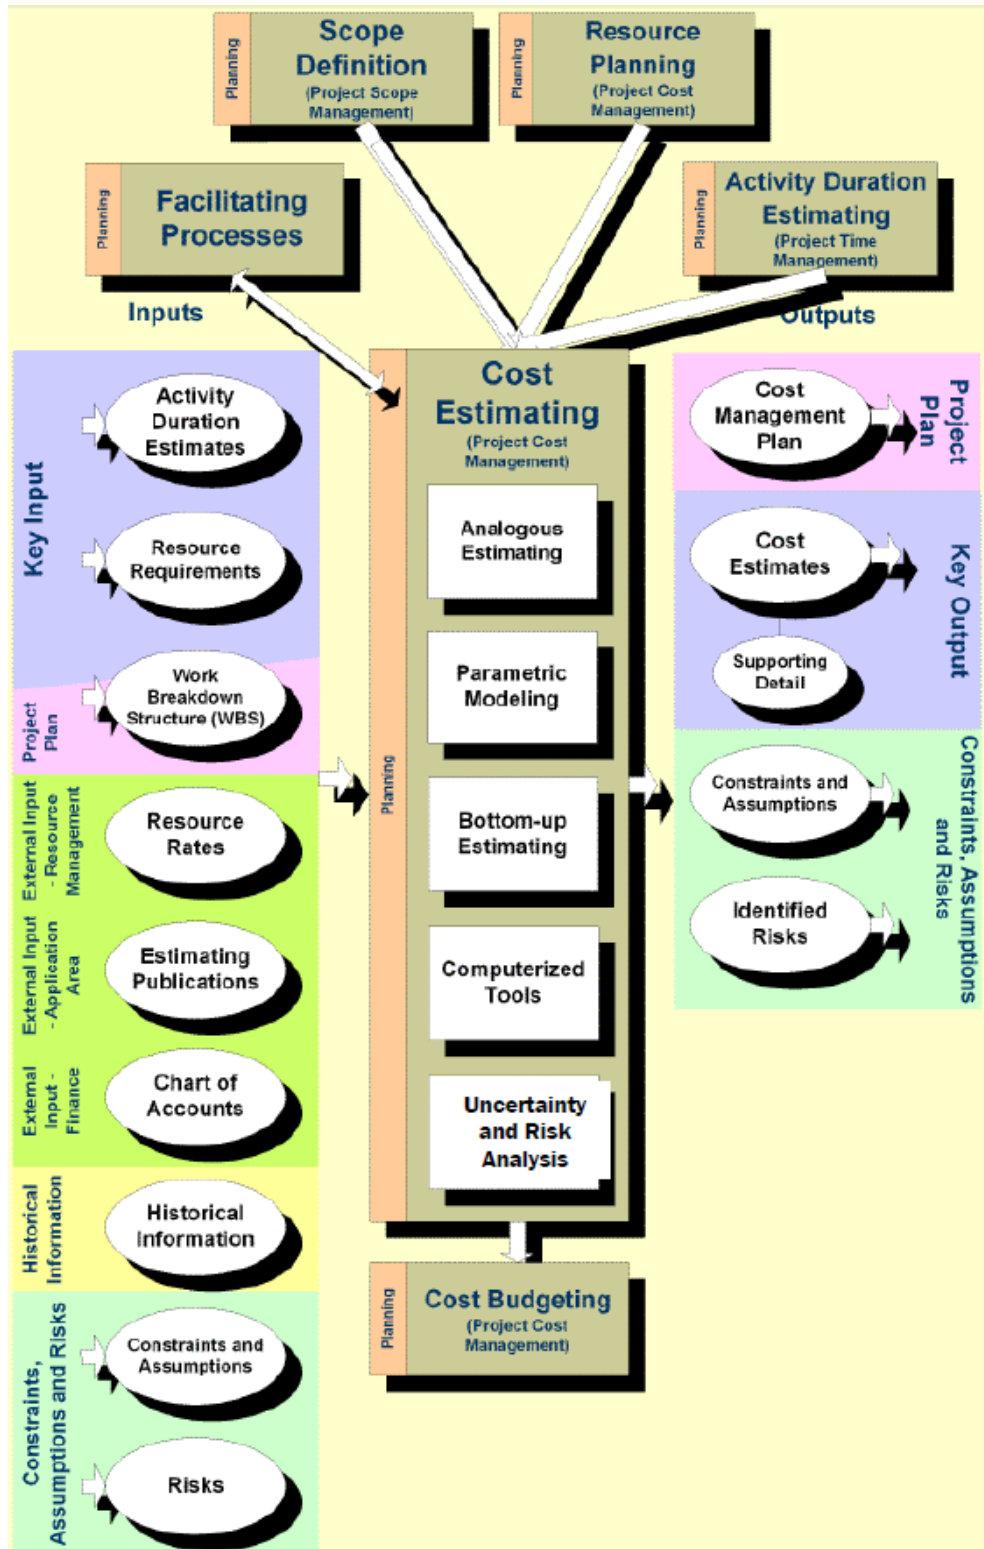 Planning
Scope
Definition
(Project Scope
Management)
Planning
Resource
Planning
(Project Cost
Management)
Planning
Facilitating
Processes
Planning
Activity Duration
Estimating
(Project Time
Management)
Inputs
Outputs
Key Input
Activity
Duration
Estimates
Resource
Requirements
Project
Plan
Work
Breakdown
Structure (WBS)
External Input
- Resource
Management
Resource
Rates
External Input
- Application
Area
Estimating
Publications
External
Input -
Finance
Chart of
Accounts
Historical
Information
Historical
Information
Constraints,
Assumptions and Risks
Constraints and
Assumptions
Risks
Planning
Cost
Estimating
(Project Cost
Management)
Analogous
Estimating
Parametric
Modeling
Bottom-up
Estimating
Computerized
Tools
Uncertainty
and Risk
Analysis
Planning
Cost Budgeting
(Project Cost
Management)
Cost
Management
Plan
Project
Plan
Cost
Estimates
Supporting
Detail
Key Output
Constraints and
Assumptions
Identified
Risks
Constraints, Assumptions
and Risks